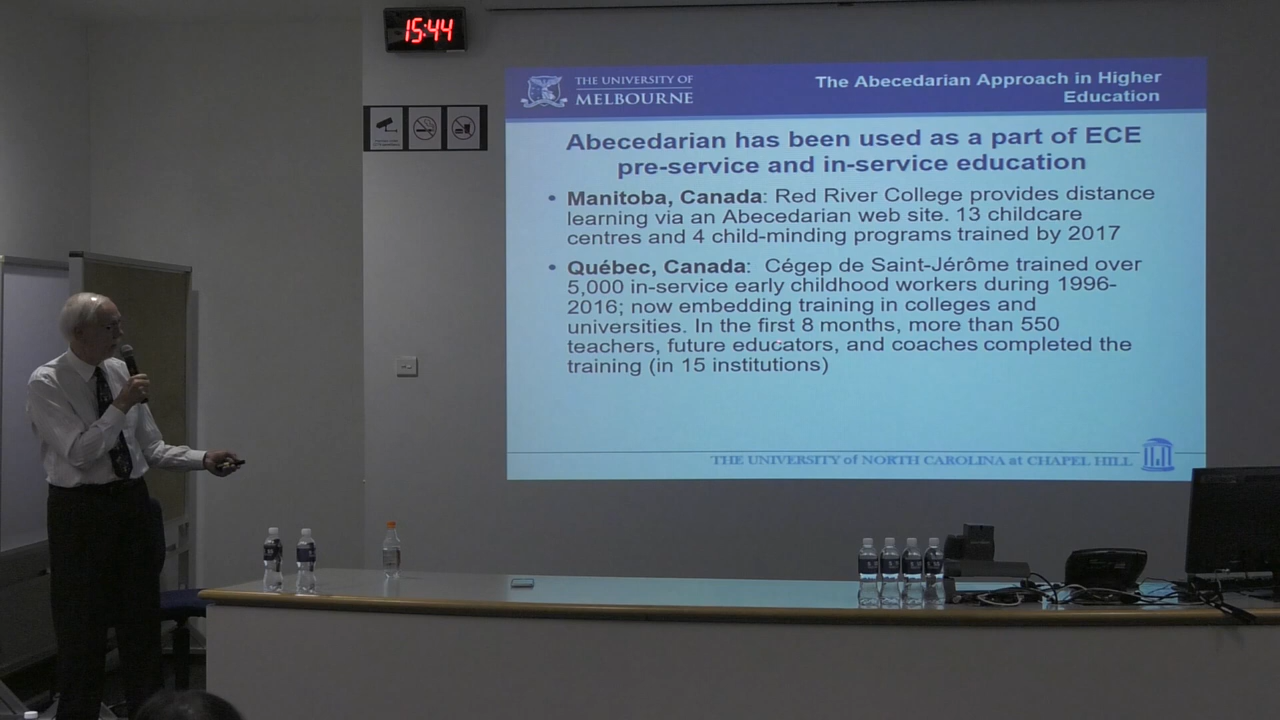 15:44
THE UNIVERSITY OF
MELBOURNE
The Abecedarian Approach in Higher
Education
Abecedarian has been used as a part of ECE
pre-service and in-service education
• Manitoba, Canada: Red River College provides distance
learning via an Abecedarian web site. 13 childcare
centres and 4 child-minding programs trained by 2017
• Québec, Canada:  Cégep de Saint-Jérôme trained over
5,000 in-service early childhood workers during 1996-
2016; now embedding training in colleges and
universities. In the first 8 months, more than 550
teachers, future educators, and coaches completed the
training (in 15 institutions)
THE UNIVERSITY of NORTH CAROLINA at CHAPEL HILL